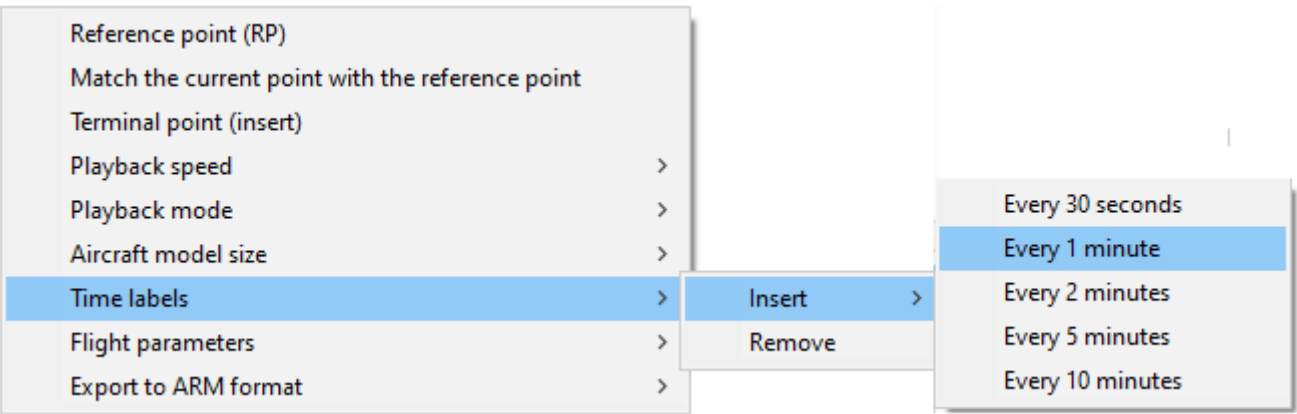 Reference point (RP)
Match the current point with the reference point
Terminal point (insert)
Playback speed
Playback mode
Aircraft model size
Time labels
Flight parameters
Export to ARM format
Insert
Remove
Every 30 seconds
Every 1 minute
Every 2 minutes
Every 5 minutes
Every 10 minutes